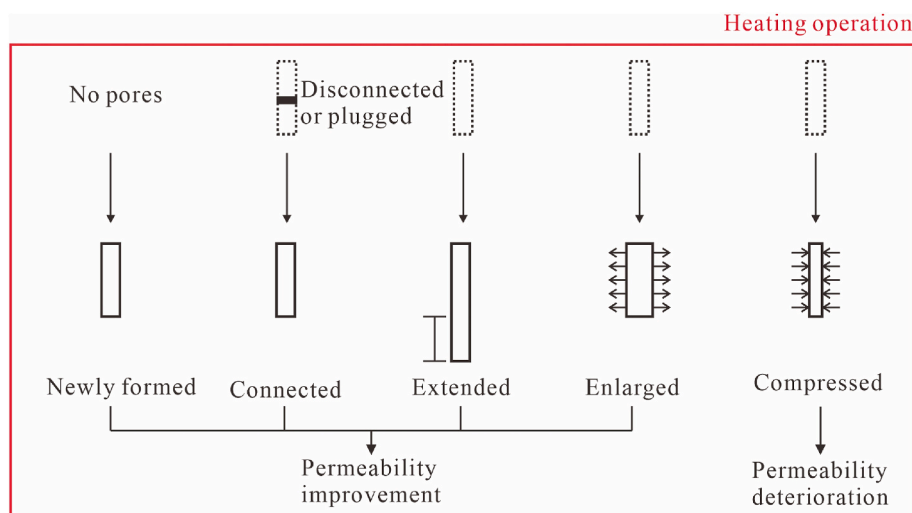 Heating operation
No pores
Disconnected
or plugged
Newly formed
Connected
Extended
Enlarged
Compressed
Permeability
improvement
Permeability
deterioration